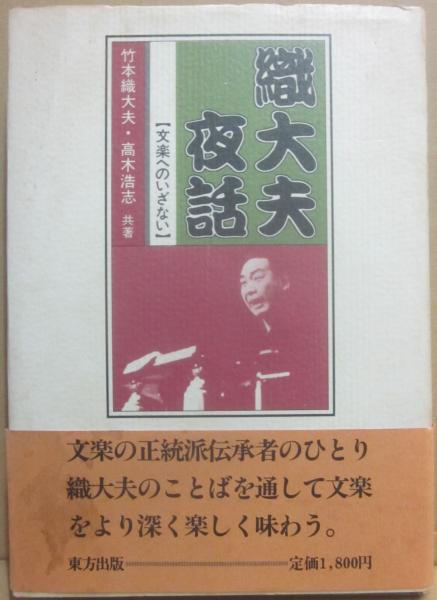 織大夫
夜話
【文楽へのいざない】
竹本織大夫・高木浩志 共著
文楽の正統派伝承者のひとり
織大夫のことばを通して文楽
をより深く楽しく味わう。
東方出版 定価1,800円